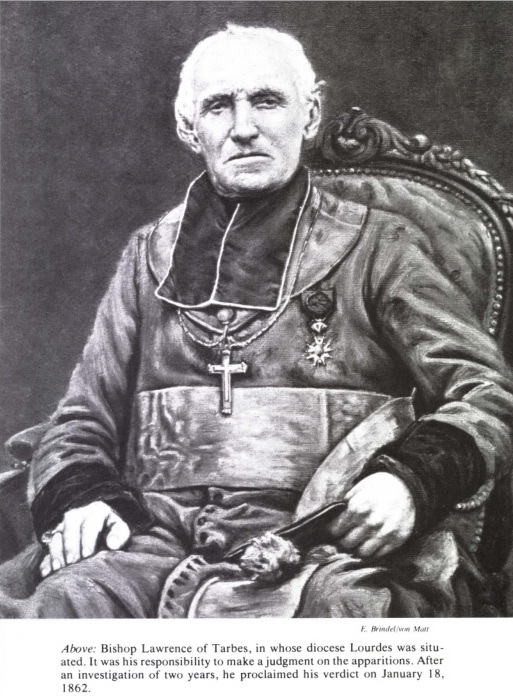 E. Brindel/von Matt
Above: Bishop Lawrence of Tarbes, in whose diocese Lourdes was situ-
ated. It was his responsibility to make a judgment on the apparitions. After
an investigation of two years, he proclaimed his verdict on January 18,
1862.